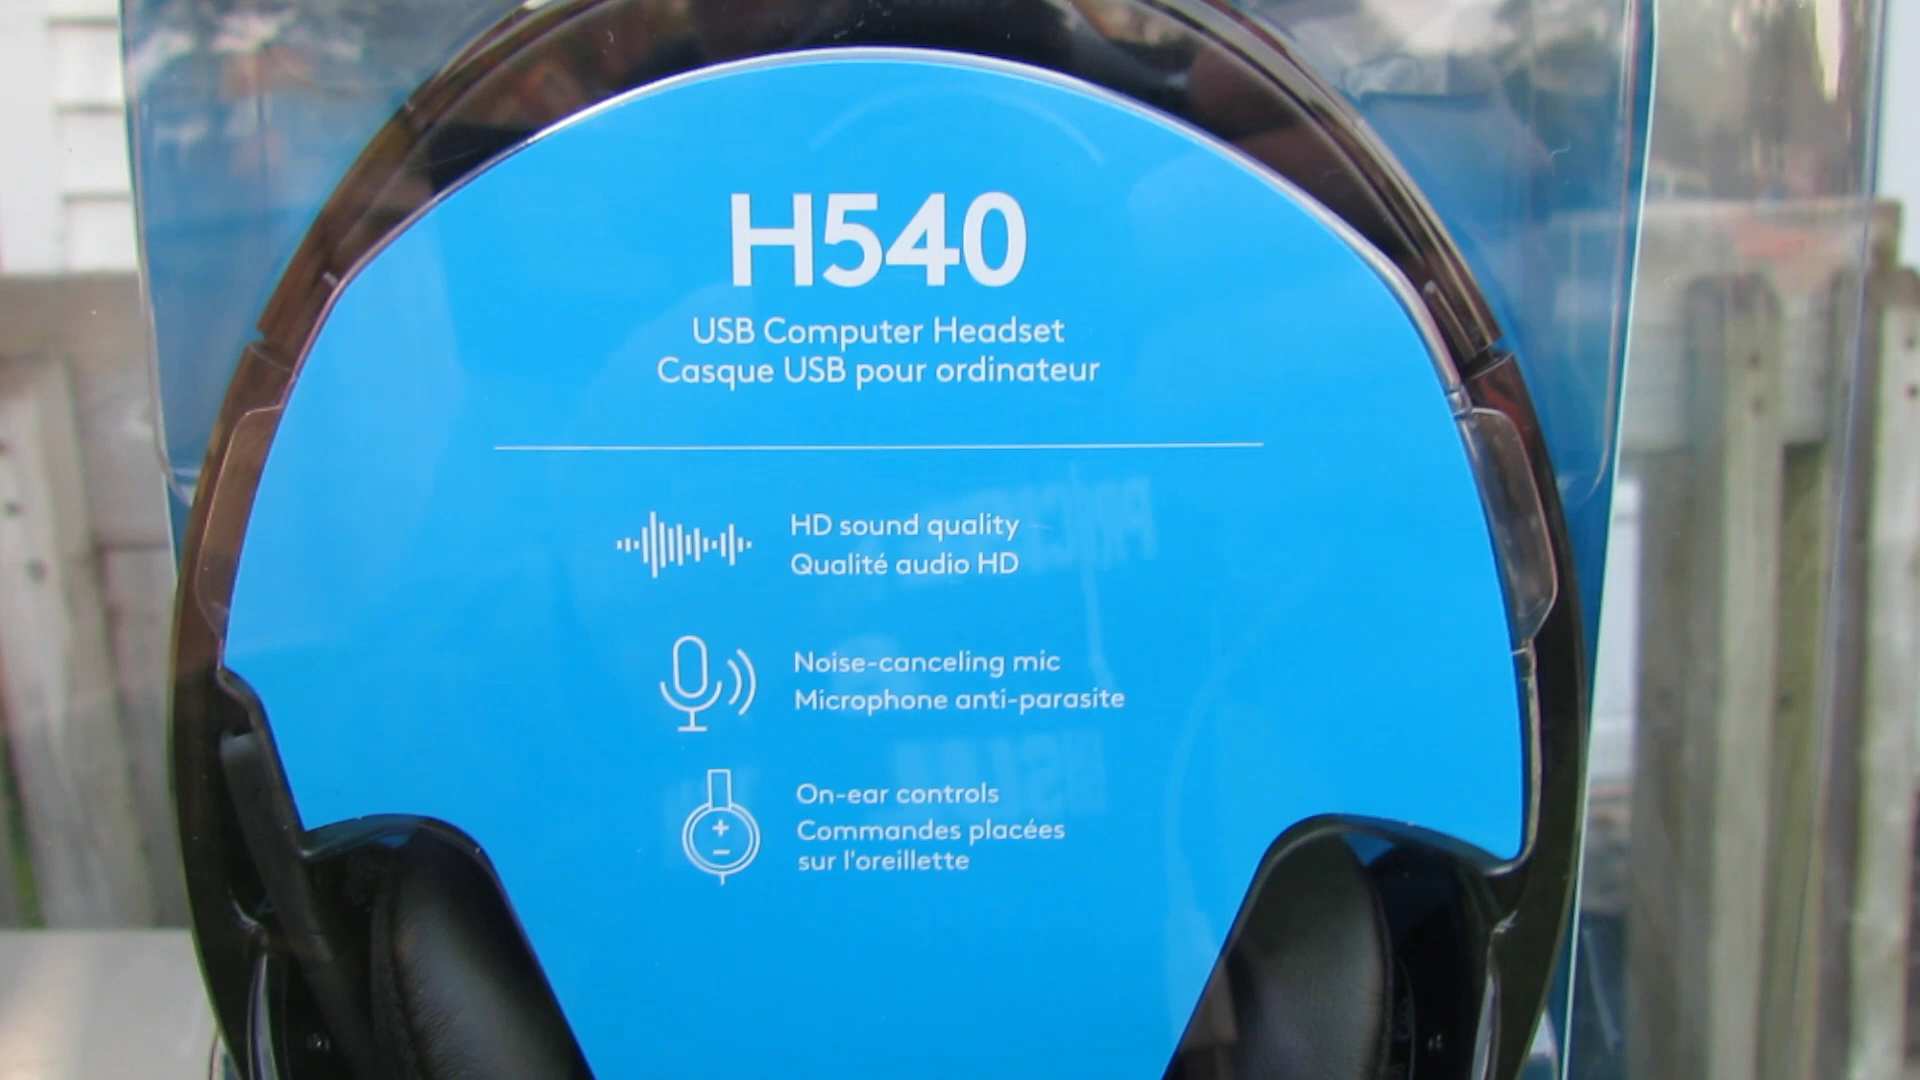 H540
USB Computer Headset
Casque USB pour ordinateur
HD sound quality
Qualité audio HD
Noise-canceling mic
Microphone anti-parasite
On-ear controls
Commandes placées
sur l'oreillette